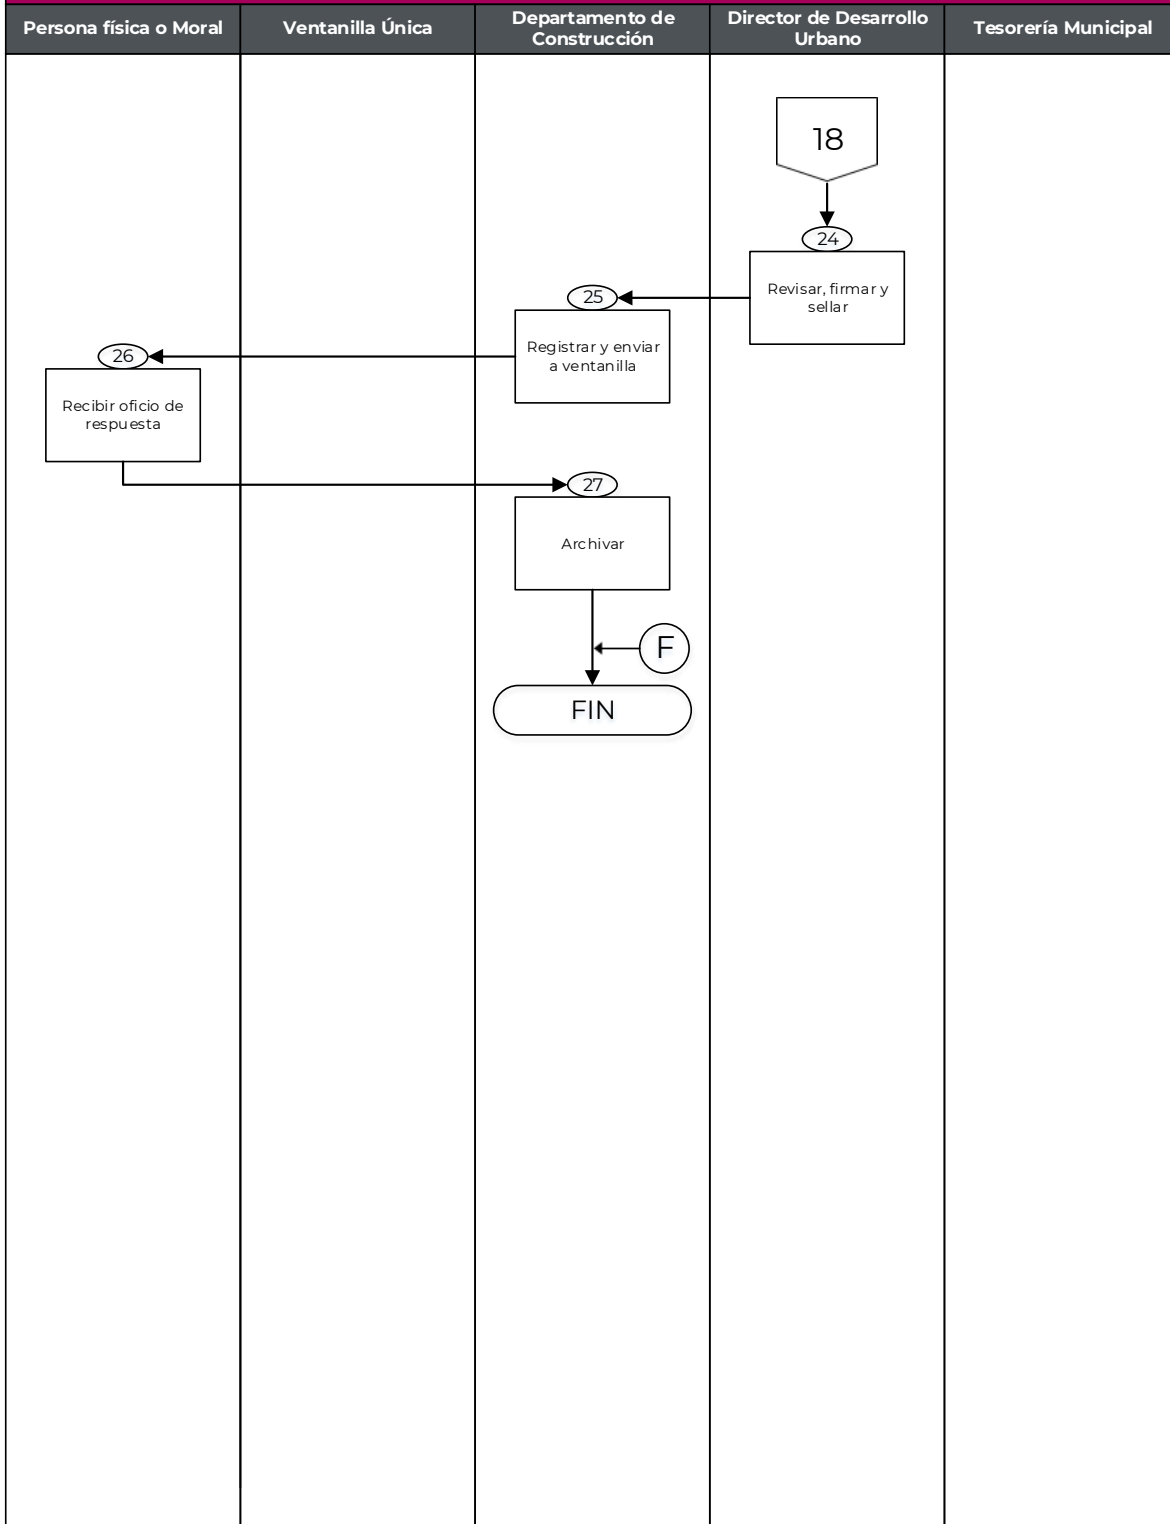 Persona física o Moral
Ventanilla Única
Departamento de
Construcción
Director de Desarrollo
Urbano
Tesorería Municipal
18
24
Revisar, firmar y
sellar
25
Registrar y enviar
a ventanilla
26
Recibir oficio de
respuesta
27
Archivar
F
FIN